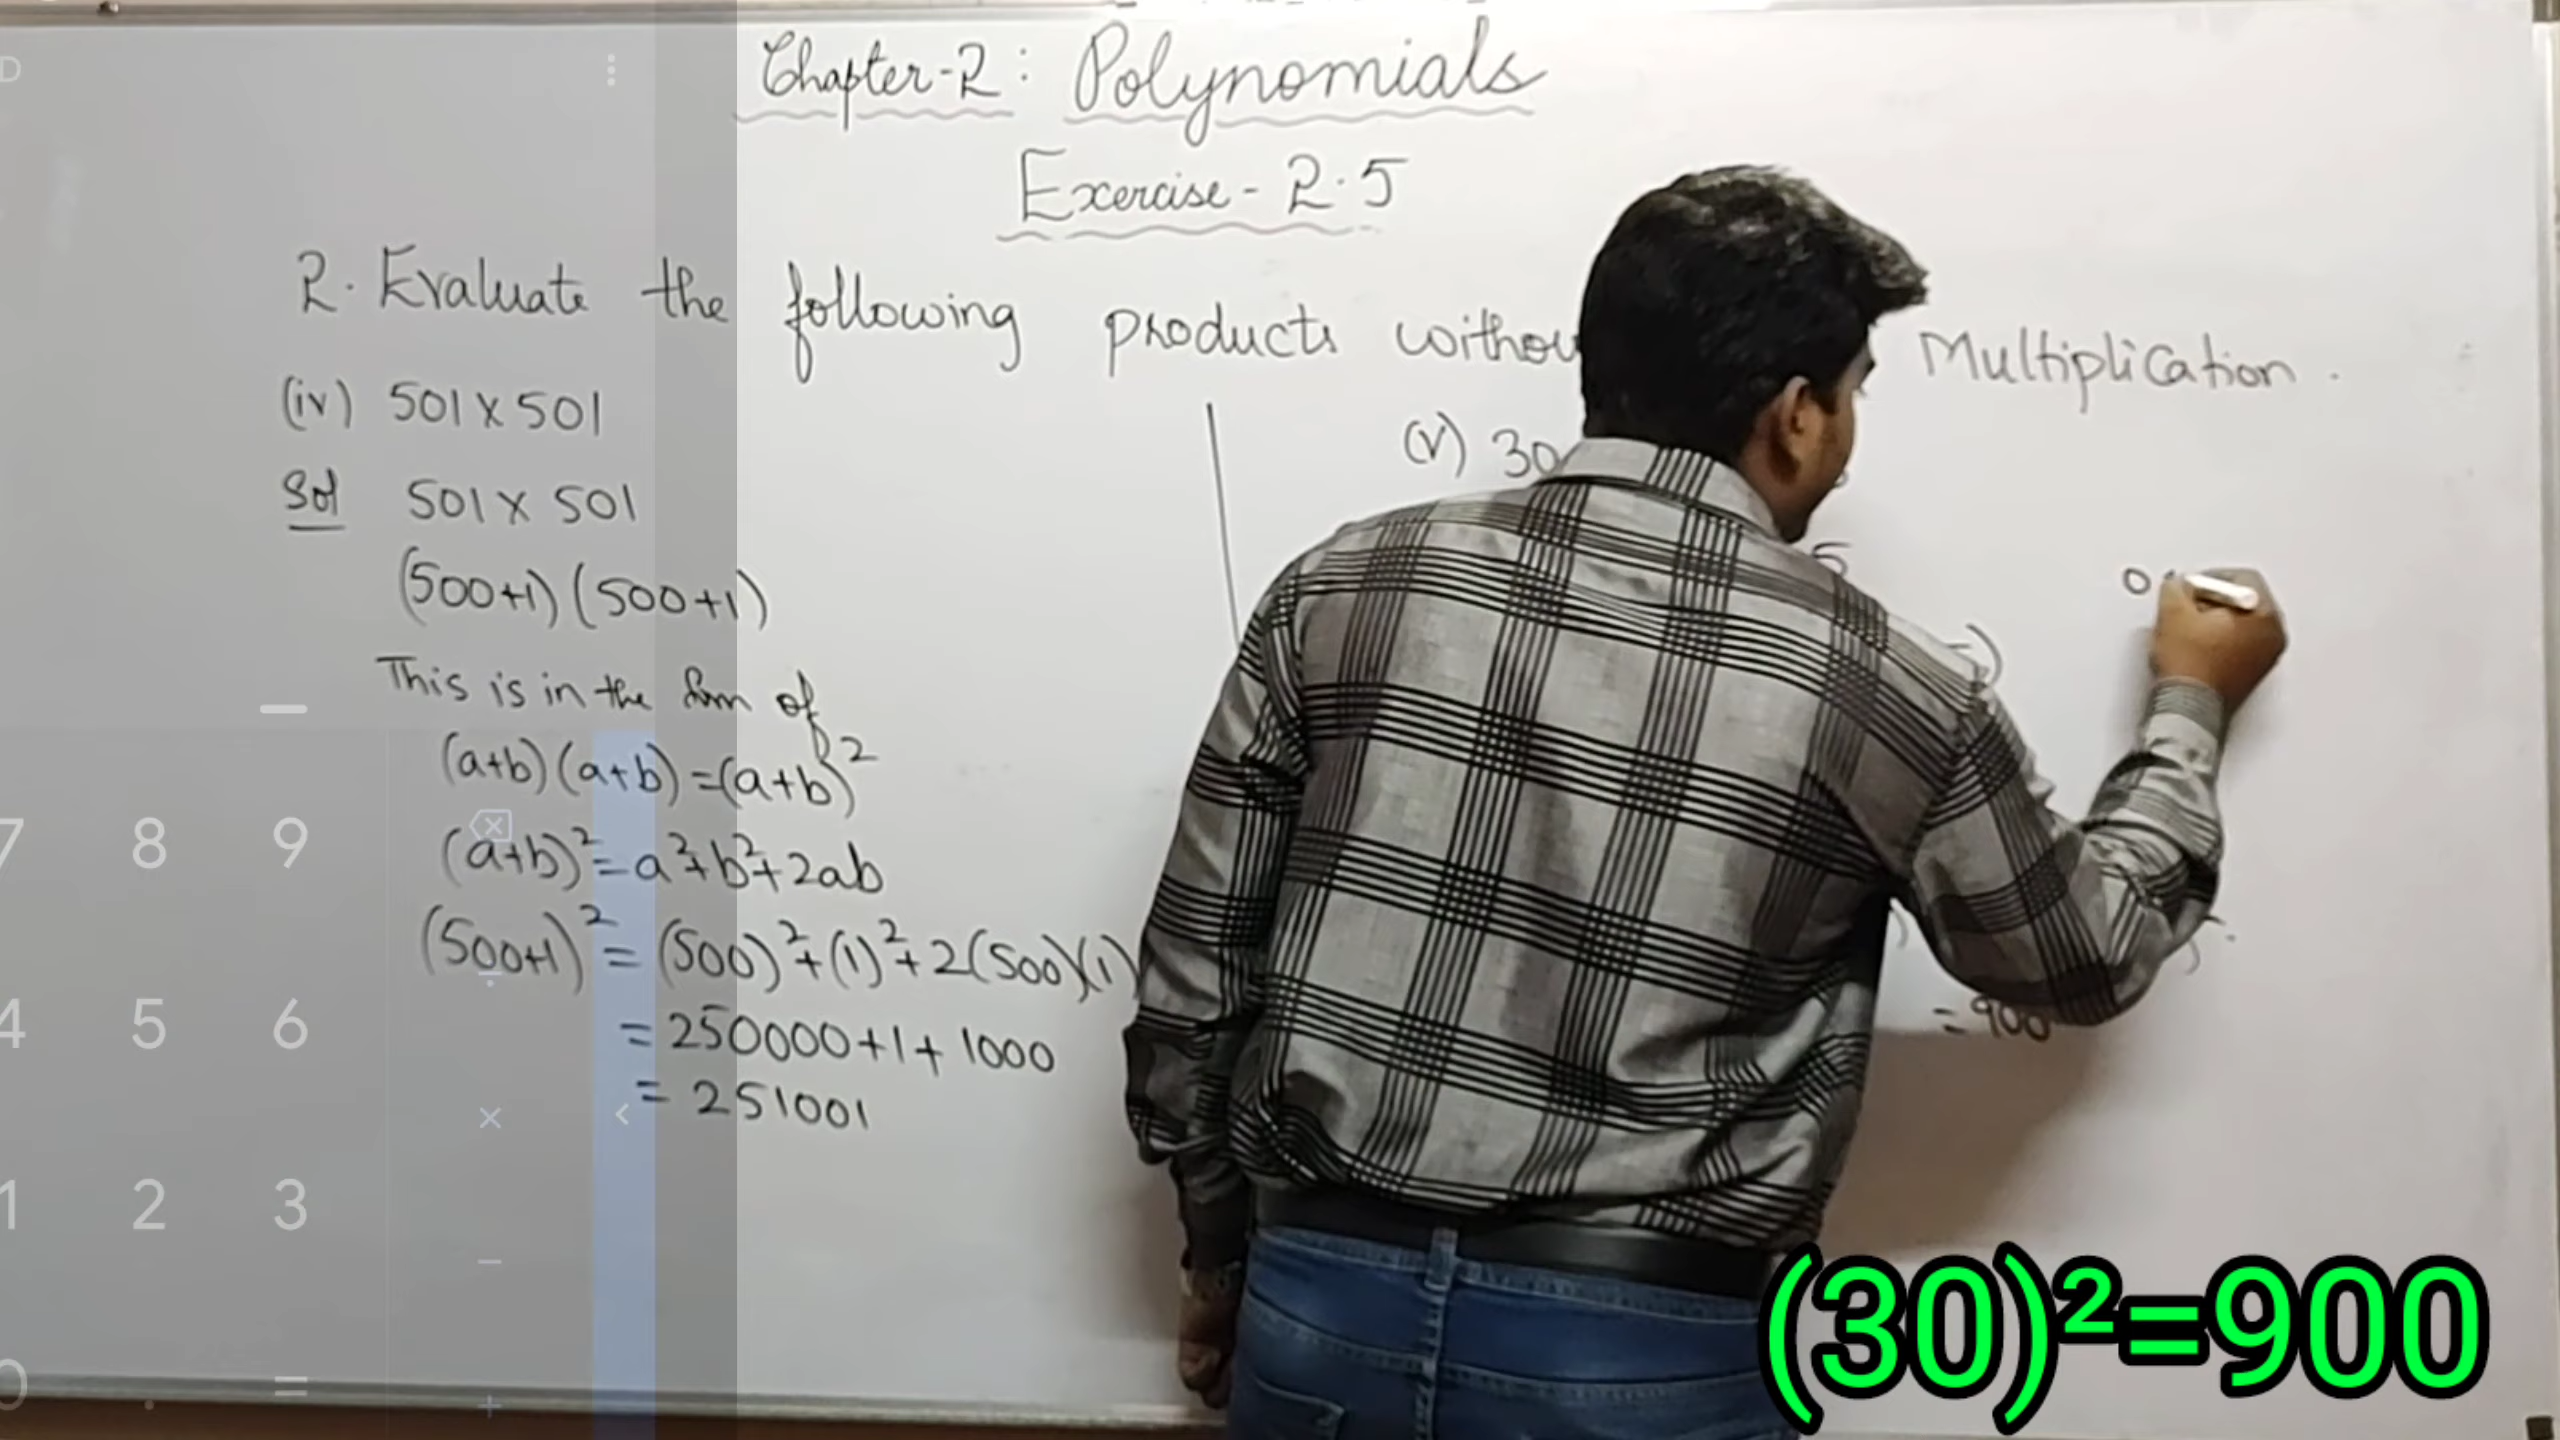 Chapter-2: Polynomials
Exercise-2.5
2. Evaluate the following products Multiplication.
(iv) 501 x 501
Sol 501 x 501
(500+1)(500+1)
This is in the form of
(a+b)(a+b)=(a+b)²
(a+b)²=a²+b²+2ab
(500+1)²=(500)²+(1)²+2(500)(1)
=250000+1+1000
=251001
(v) 30
5
=900
(30)²=900
7 8 9
4 5 6 ÷
1 2 3 × <
0 . = −
+